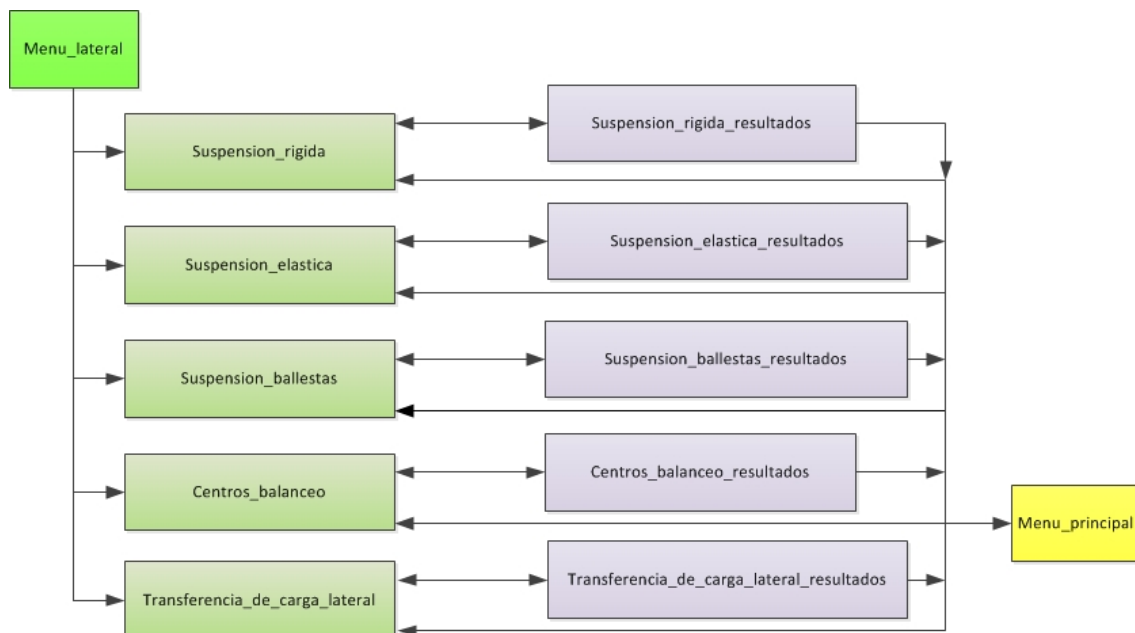 Menu_lateral
Suspension_rigida_resultados
Suspension_rigida
Suspension_elastica_resultados
Suspension_elastica
Suspension_ballestas_resultados
Suspension_ballestas
Centros_balanceo_resultados
Centros_balanceo
Menu_principal
Transferencia_de_carga_lateral_resultados
Transferencia_de_carga_lateral